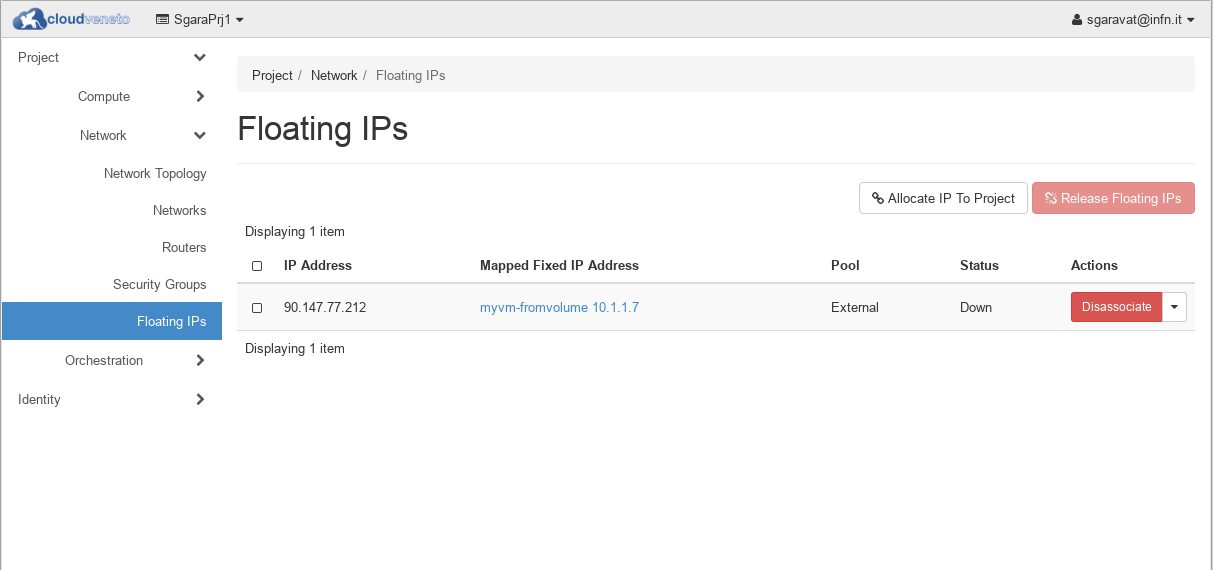 cloudveneto SgaraPrj1 sgaravat@infn.it
Project
Compute
Network
Network Topology
Networks
Routers
Security Groups
Floating IPs
Orchestration
Identity
Project / Network / Floating IPs
Floating IPs
Allocate IP To Project Release Floating IPs
Displaying 1 item
IP Address Mapped Fixed IP Address Pool Status Actions
90.147.77.212 myvm-fromvolume 10.1.1.7 External Down Disassociate
Displaying 1 item